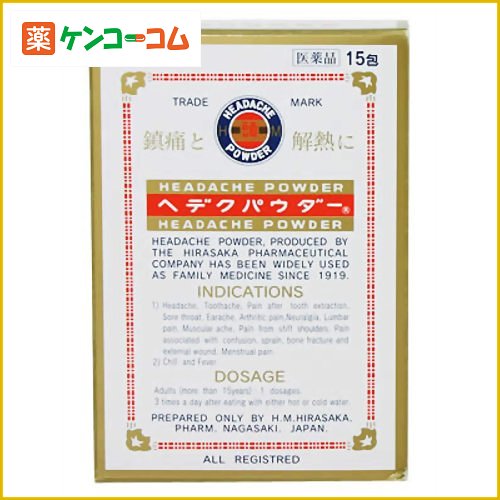 薬 ケンコーコム
医薬品 15包
TRADE MARK
HEADACHE
H M
POWDER
鎮痛と 解熱に
HEADACHE POWDER
ヘデクパウダー®
HEADACHE POWDER
HEADACHE POWDER, PRODUCED BY
THE HIRASAKA PHARMACEUTICAL
COMPANY HAS BEEN WIDELY USED
AS FAMILY MEDICINE SINCE 1919.
INDICATIONS
1) Headache, Toothache, Pain after tooth extraction,
Sore throat, Earache, Arthritic pain, Neuralgia, Lumbar
pain, Muscular ache, Pain from stiff shoulders, Pain
associated with confusion, sprain, bone fracture and
external wound, Menstrual pain
2) Chill and Fever
DOSAGE
Adults (more than 15years) 1 dosages.
3 times a day after eating with either hot or cold water.
PREPARED ONLY BY H.M.HIRASAKA.
PHARM. NAGASAKI, JAPAN.
ALL REGISTRED